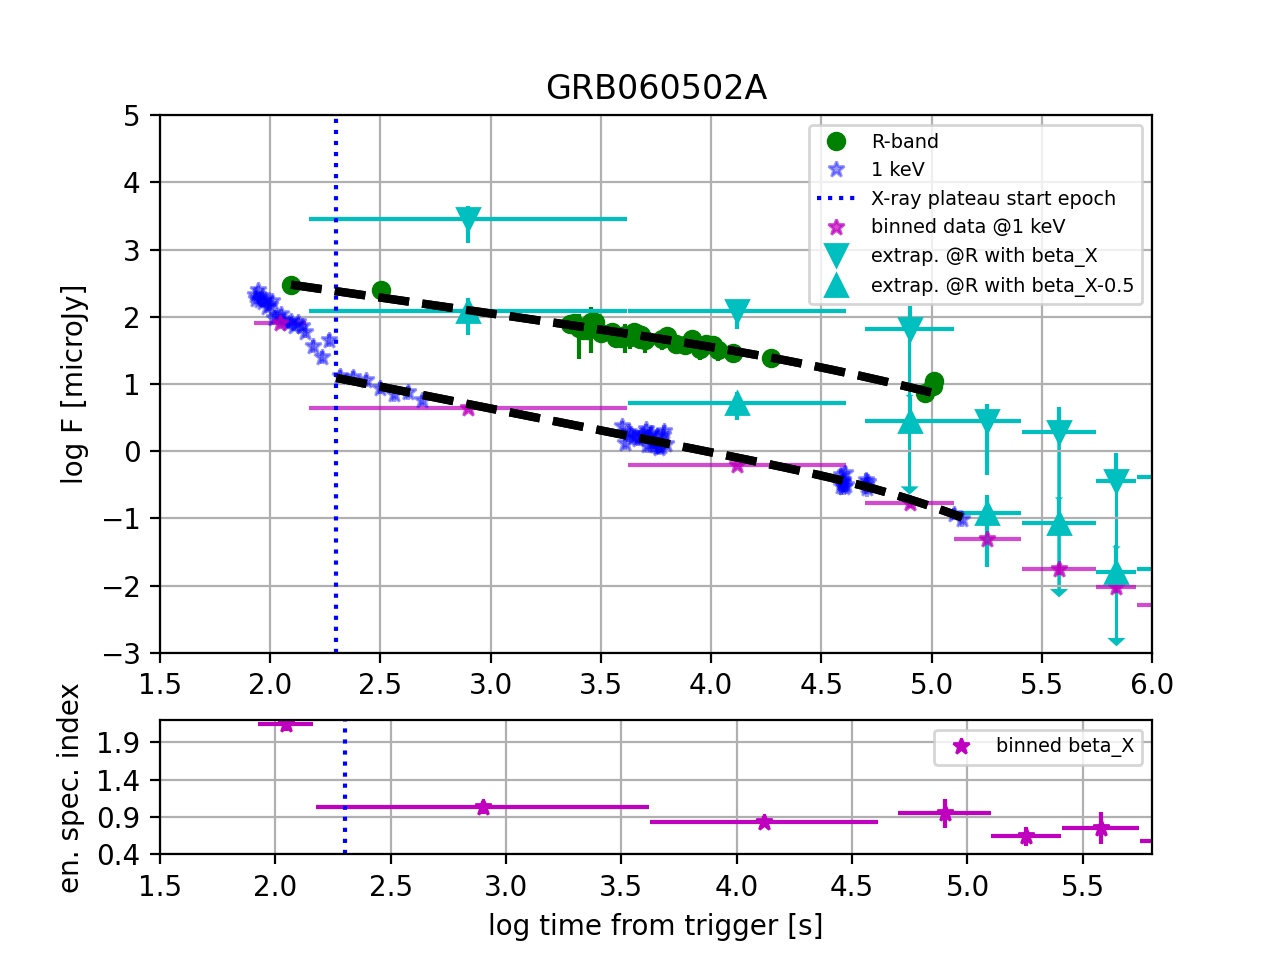 GRB060502A
5
4
3
2
1
0
−1
−2
−3
log F [microJy]
R-band
1 keV
X-ray plateau start epoch
binned data @1 keV
extrap. @R with beta_X
extrap. @R with beta_X-0.5
1.5 2.0 2.5 3.0 3.5 4.0 4.5 5.0 5.5 6.0
1.9
1.4
0.9
0.4
en. spec. index
binned beta_X
1.5 2.0 2.5 3.0 3.5 4.0 4.5 5.0 5.5
log time from trigger [s]